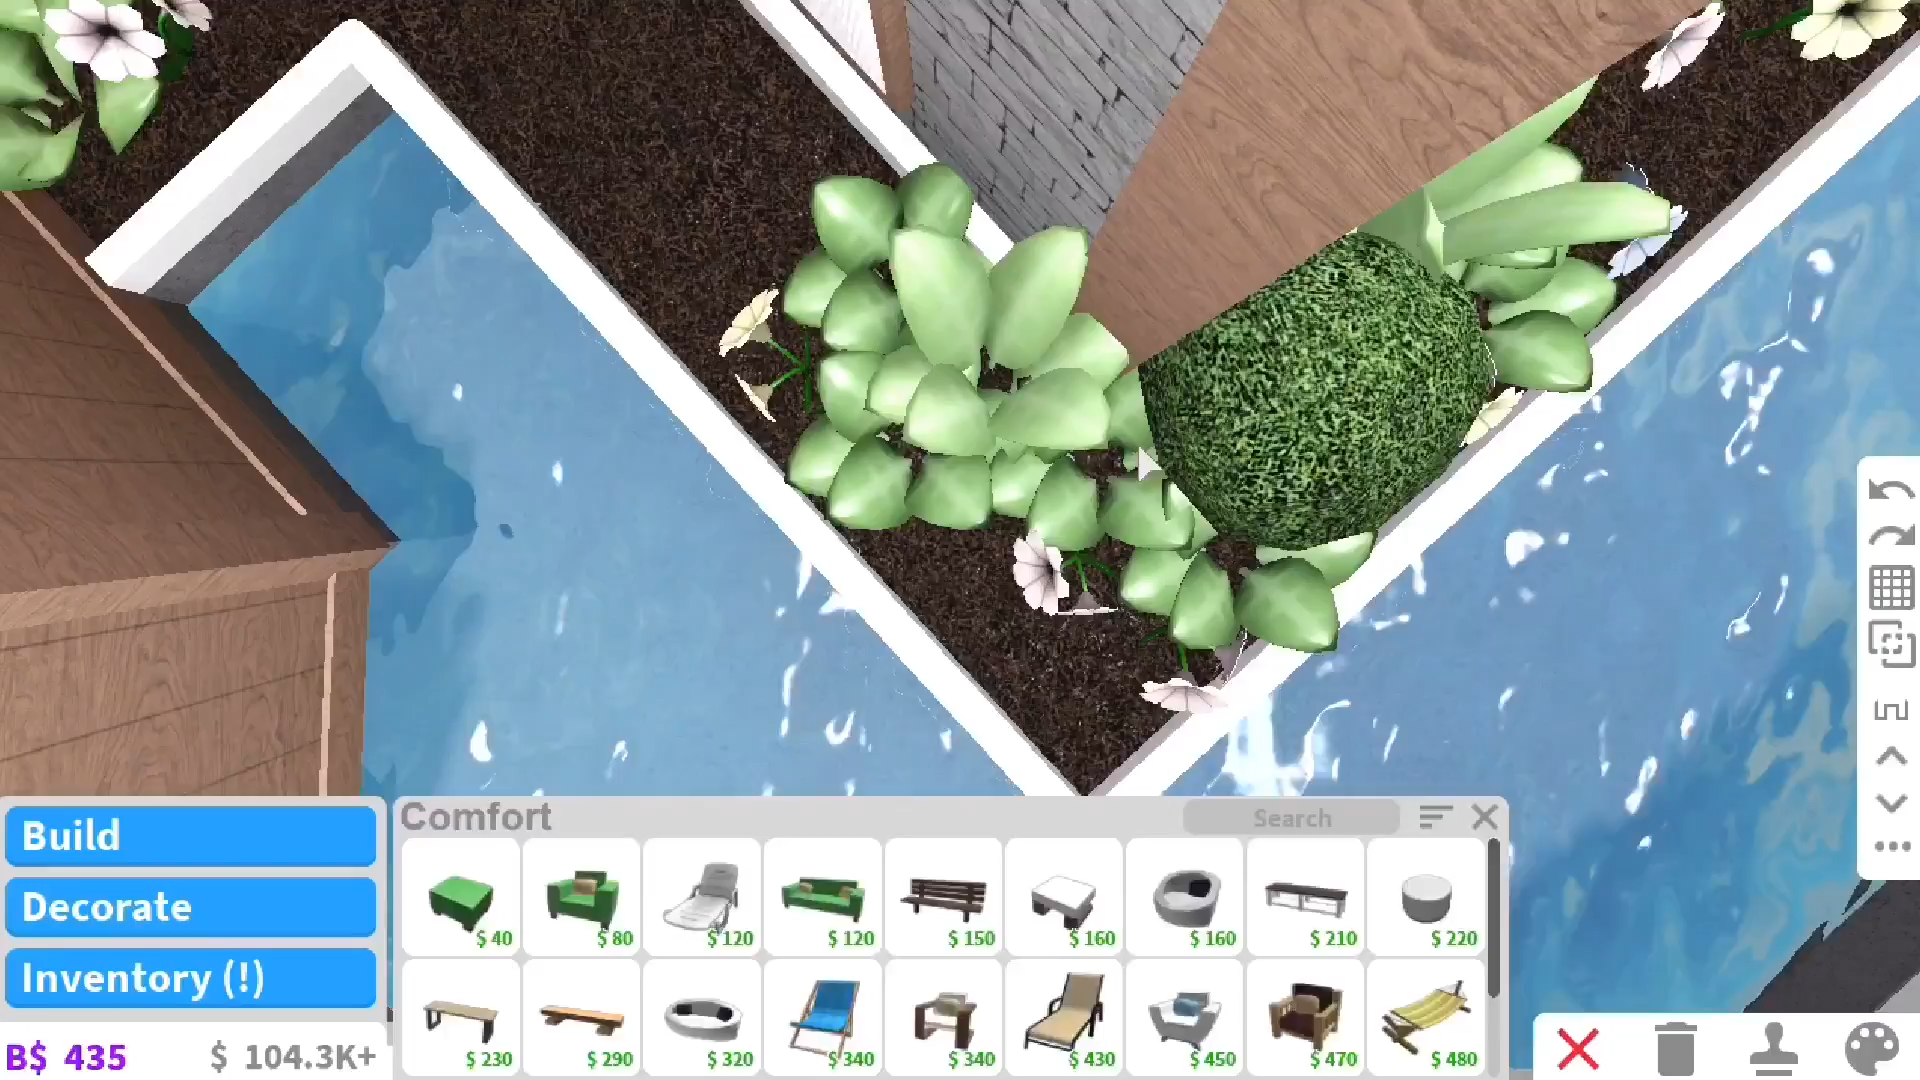 Comfort
Search
Build
$ 40
$ 80
$ 120
$ 120
$ 150
$ 160
$ 160
$ 210
$ 220
Decorate
Inventory (!)
$ 230
$ 290
$ 320
$ 340
$ 340
$ 430
$ 450
$ 470
$ 480
B$ 435
$ 104.3K+